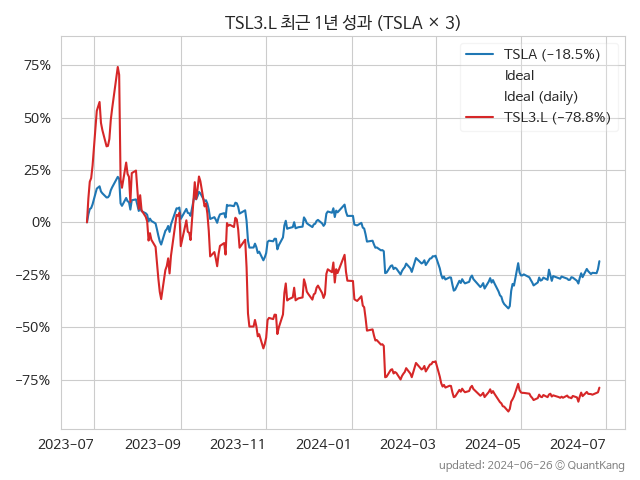 TSL3.L 최근 1년 성과 (TSLA × 3)
TSLA (−18.5%)
Ideal
Ideal (daily)
TSL3.L (−78.8%)
75%
50%
25%
0%
−25%
−50%
−75%
2023-07 2023-09 2023-11 2024-01 2024-03 2024-05 2024-07
updated: 2024-06-26 © QuantKang